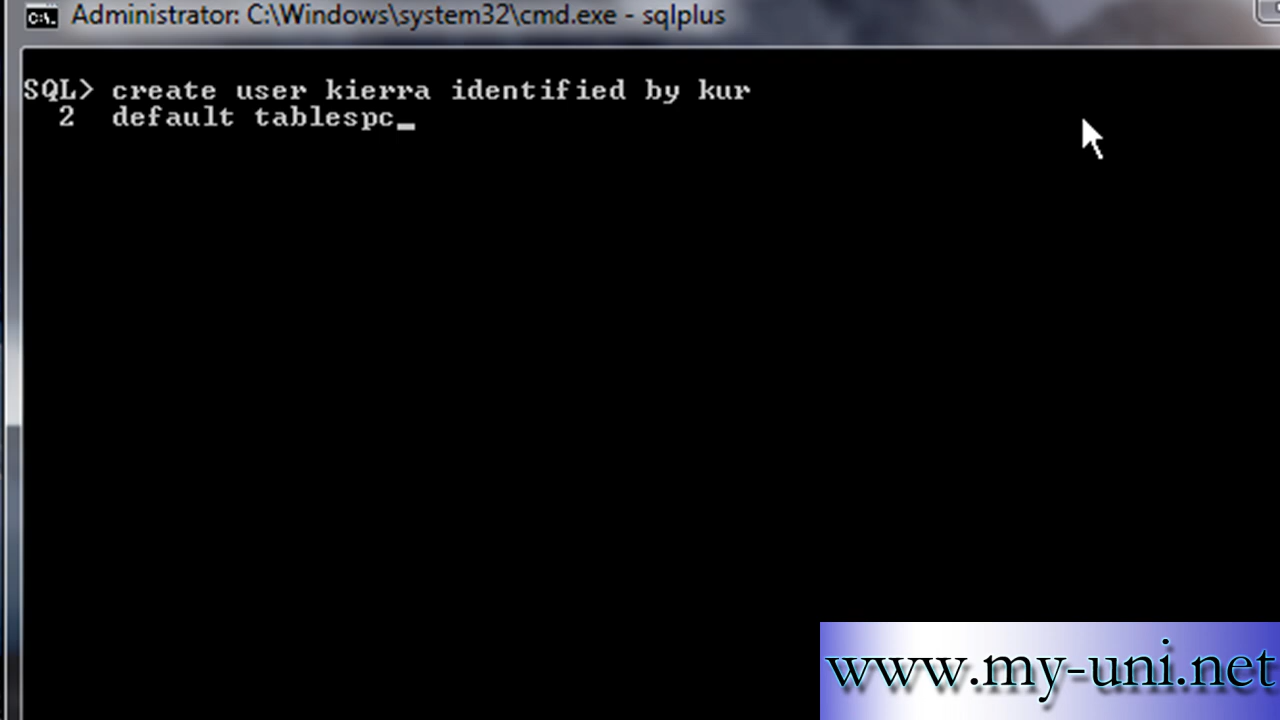 Administrator: C:\Windows\system32\cmd.exe - sqlplus
SQL> create user kierra identified by kur
2 default tablespc_
www.my-uni.net